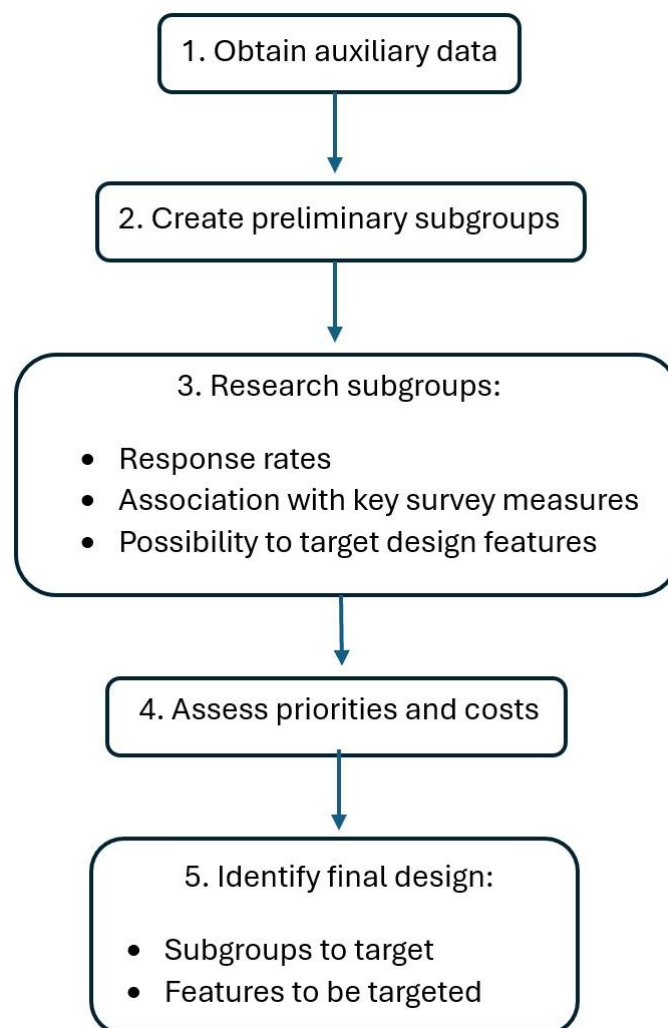 1. Obtain auxiliary data
2. Create preliminary subgroups
3. Research subgroups:
• Response rates
• Association with key survey measures
• Possibility to target design features
4. Assess priorities and costs
5. Identify final design:
• Subgroups to target
• Features to be targeted